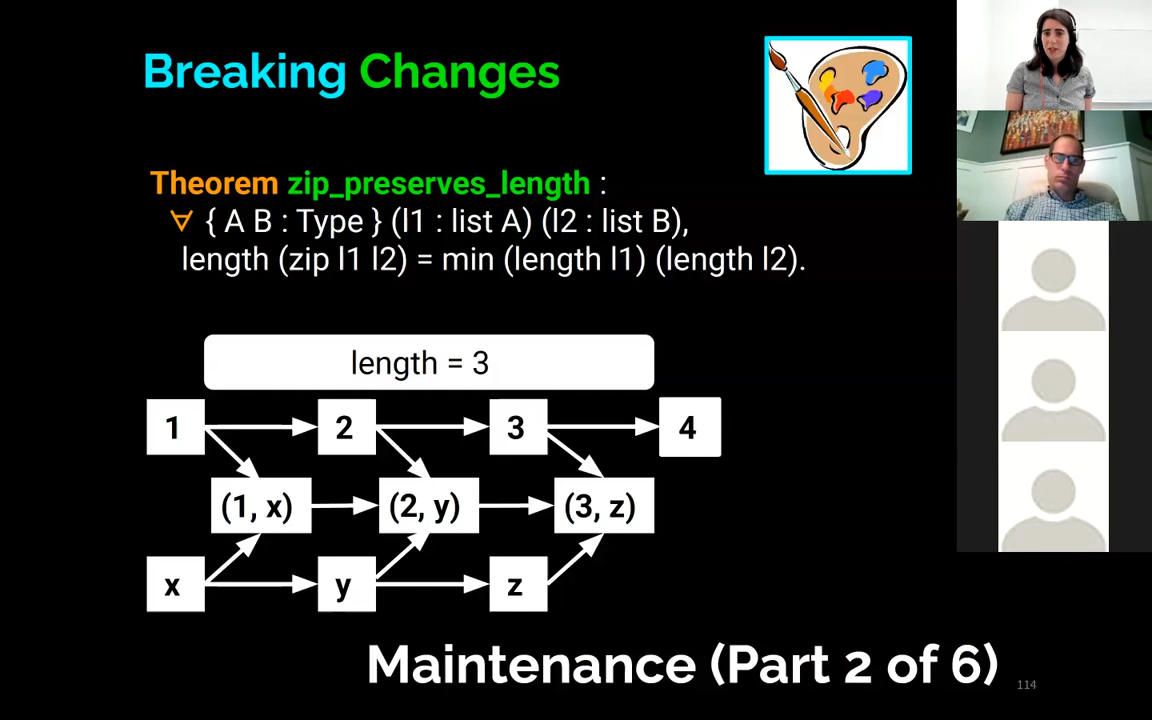 Breaking Changes
Theorem zip_preserves_length :
∀ { A B : Type } (l1 : list A) (l2 : list B),
length (zip l1 l2) = min (length l1) (length l2).
length = 3
1 2 3 4
(1, x) (2, y) (3, z)
x y z
Maintenance (Part 2 of 6)
114